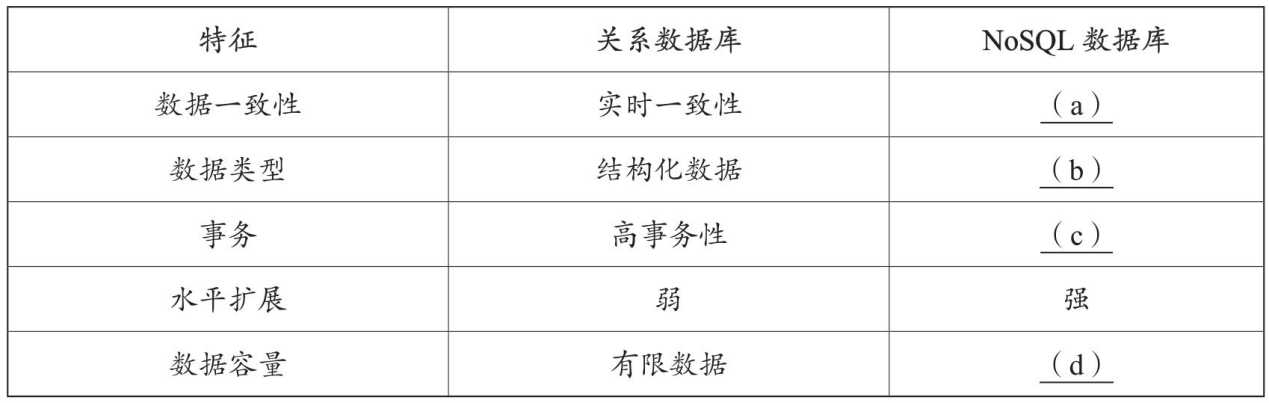 特征 关系数据库 NoSQL 数据库
数据一致性 实时一致性 （a）
数据类型 结构化数据 （b）
事务 高事务性 （c）
水平扩展 弱 强
数据容量 有限数据 （d）